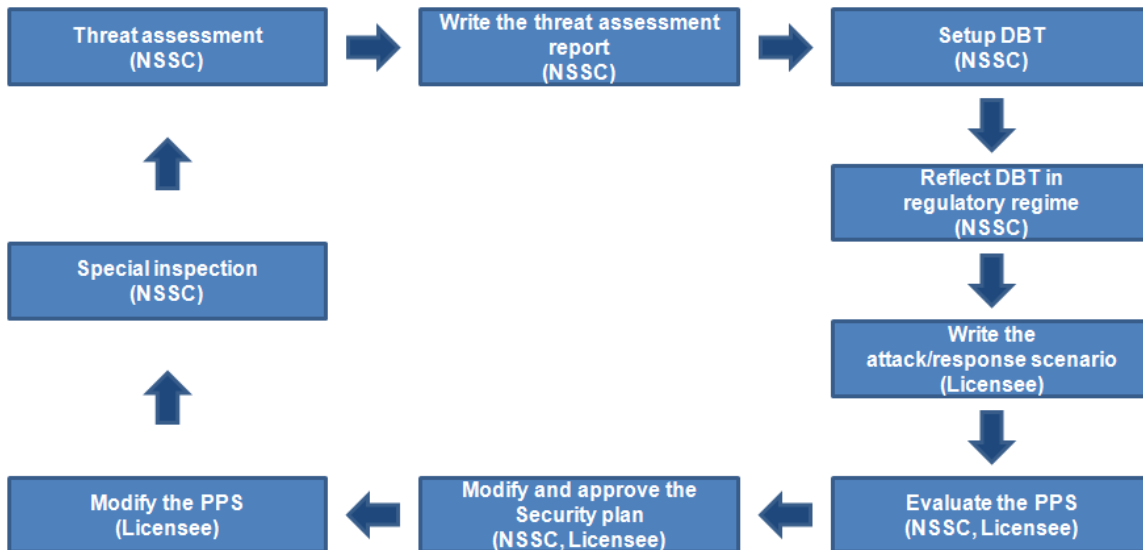 Threat assessment
(NSSC)
Write the threat assessment
report
(NSSC)
Setup DBT
(NSSC)
Reflect DBT in
regulatory regime
(NSSC)
Special inspection
(NSSC)
Write the
attack/response scenario
(Licensee)
Modify the PPS
(Licensee)
Modify and approve the
Security plan
(NSSC, Licensee)
Evaluate the PPS
(NSSC, Licensee)